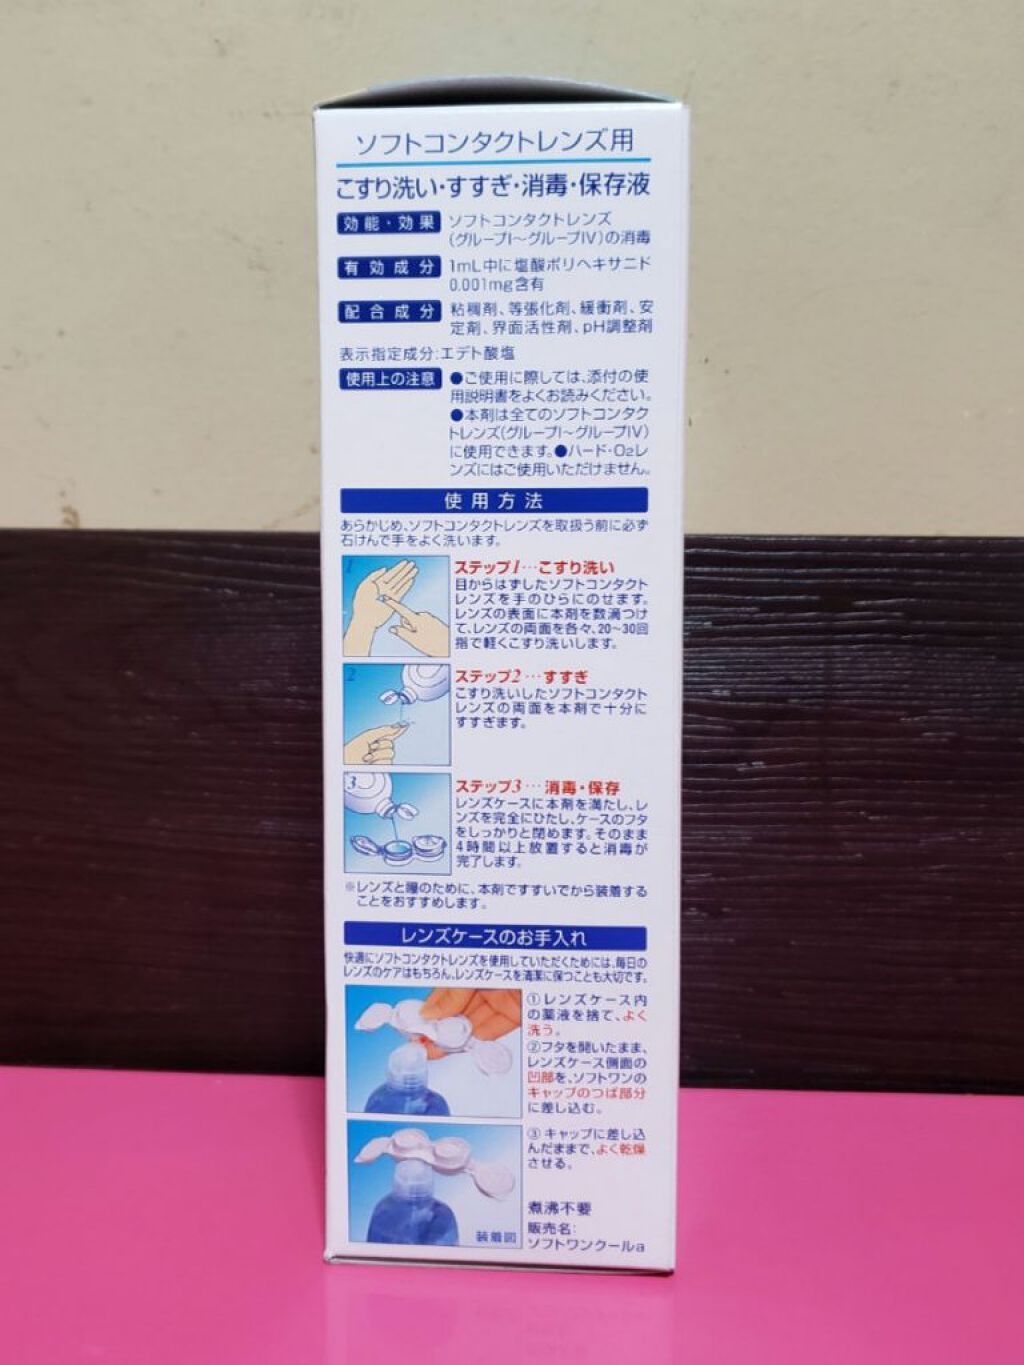 ソフトコンタクトレンズ用
こすり洗い・すすぎ・消毒・保存液
効能・効果
ソフトコンタクトレンズ
(グループI〜グループIV)の消毒
有効成分
1mL中に塩酸ポリヘキサニド
0.001mg含有
配合成分
粘稠剤、等張化剤、緩衝剤、安
定剤、界面活性剤、pH調整剤
表示指定成分:エデト酸塩
使用上の注意
●ご使用に際しては、添付の使
用説明書をよくお読みください。
●本剤は全てのソフトコンタク
トレンズ(グループI〜グループIV)
に使用できます。●ハード・O2レ
ンズにはご使用いただけません。
使用方法
あらかじめ、ソフトコンタクトレンズを取扱う前に必ず
石けんで手をよく洗います。
1
ステップ1…こすり洗い
目からはずしたソフトコンタクト
レンズを手のひらにのせます。
レンズの表面に本剤を数滴つけ
て、レンズの両面を各々、20〜30回
指で軽くこすり洗いします。
2
ステップ2…すすぎ
こすり洗いしたソフトコンタクト
レンズの両面を本剤で十分に
すすぎます。
3
ステップ3…消毒・保存
レンズケースに本剤を満たし、レ
ンズを完全にひたし、ケースのフタ
をしっかりと閉めます。そのまま
4時間以上放置すると消毒が
完了します。
※レンズと瞳のために、本剤ですすいでから装着する
ことをおすすめします。
レンズケースのお手入れ
快適にソフトコンタクトレンズを使用していただくためには、毎日の
レンズのケアはもちろん、レンズケースを清潔に保つことも大切です。
①レンズケース内
の薬液を捨て、よく
洗う。
②フタを開いたまま、
レンズケース側面の
凹部を、ソフトワンの
キャップのつば部分
に差し込む。
③キャップに差し込
んだままで、よく乾燥
させる。
装着図
煮沸不要
販売名:
ソフトワンクールa